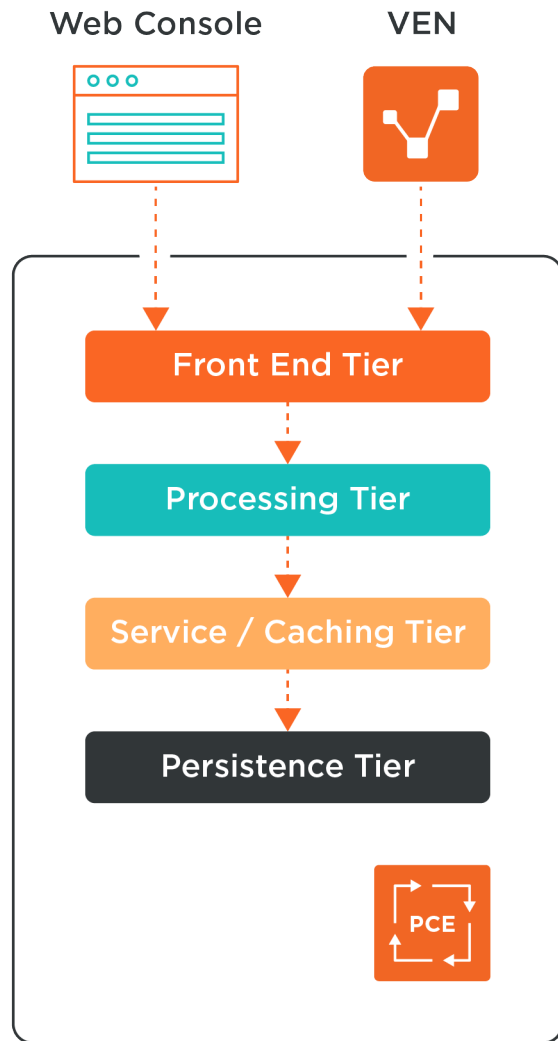 Web Console
VEN
Front End Tier
Processing Tier
Service / Caching Tier
Persistence Tier
PCE